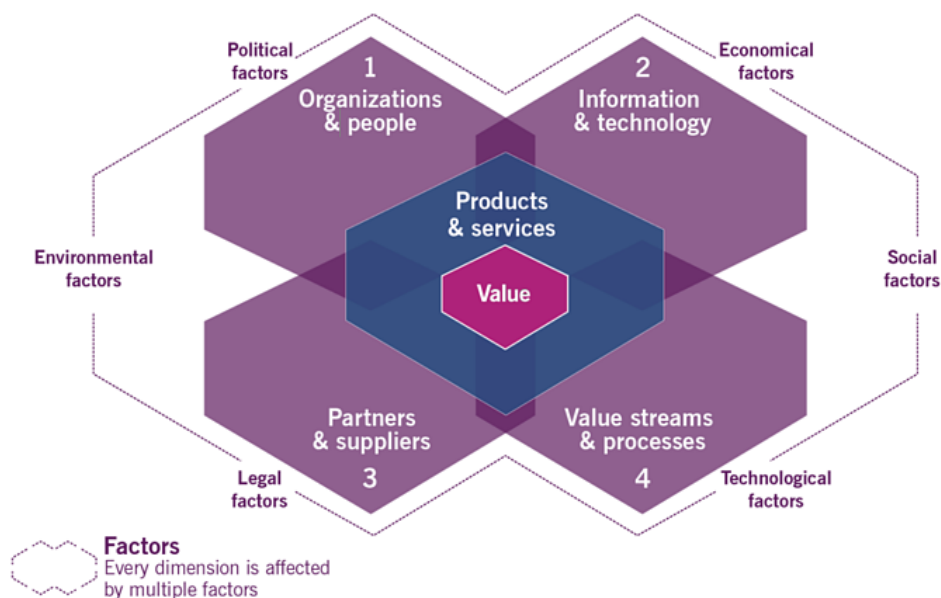 Political
factors
Economical
factors
1
Organizations
& people
2
Information
& technology
Products
& services
Environmental
factors
Value
Social
factors
Partners
& suppliers
3
Value streams
& processes
4
Legal
factors
Technological
factors
Factors
Every dimension is affected
by multiple factors